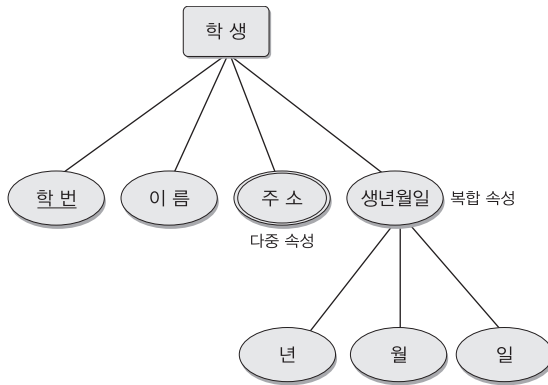 학 생
학 번
이 름
주 소
생년월일
복합 속성
다중 속성
년
월
일